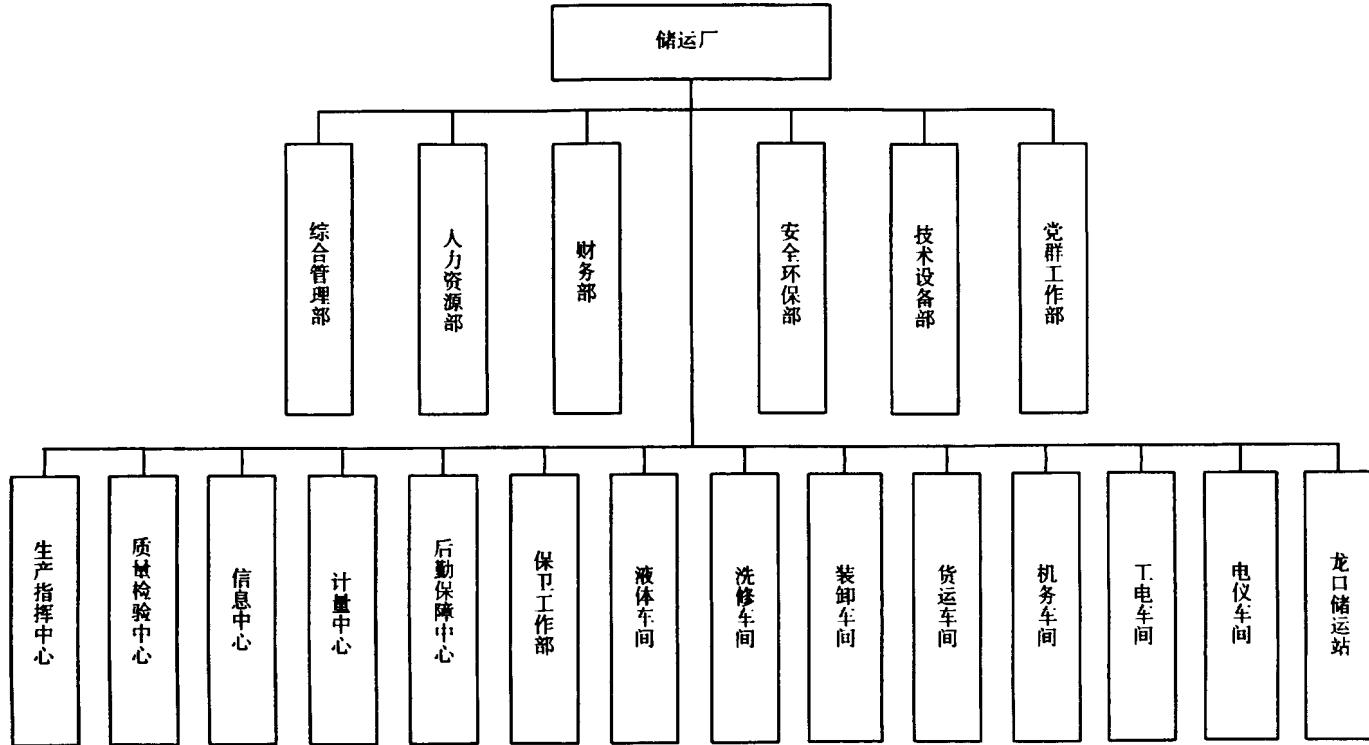 储运厂
综合管理部
人力资源部
财务部
安全环保部
技术设备部
党群工作部
生产指挥中心
质量检验中心
信息中心
计量中心
后勤保障中心
保卫工作部
液体车间
洗修车间
装卸车间
货运车间
机务车间
工电车间
电仪车间
龙口储运站